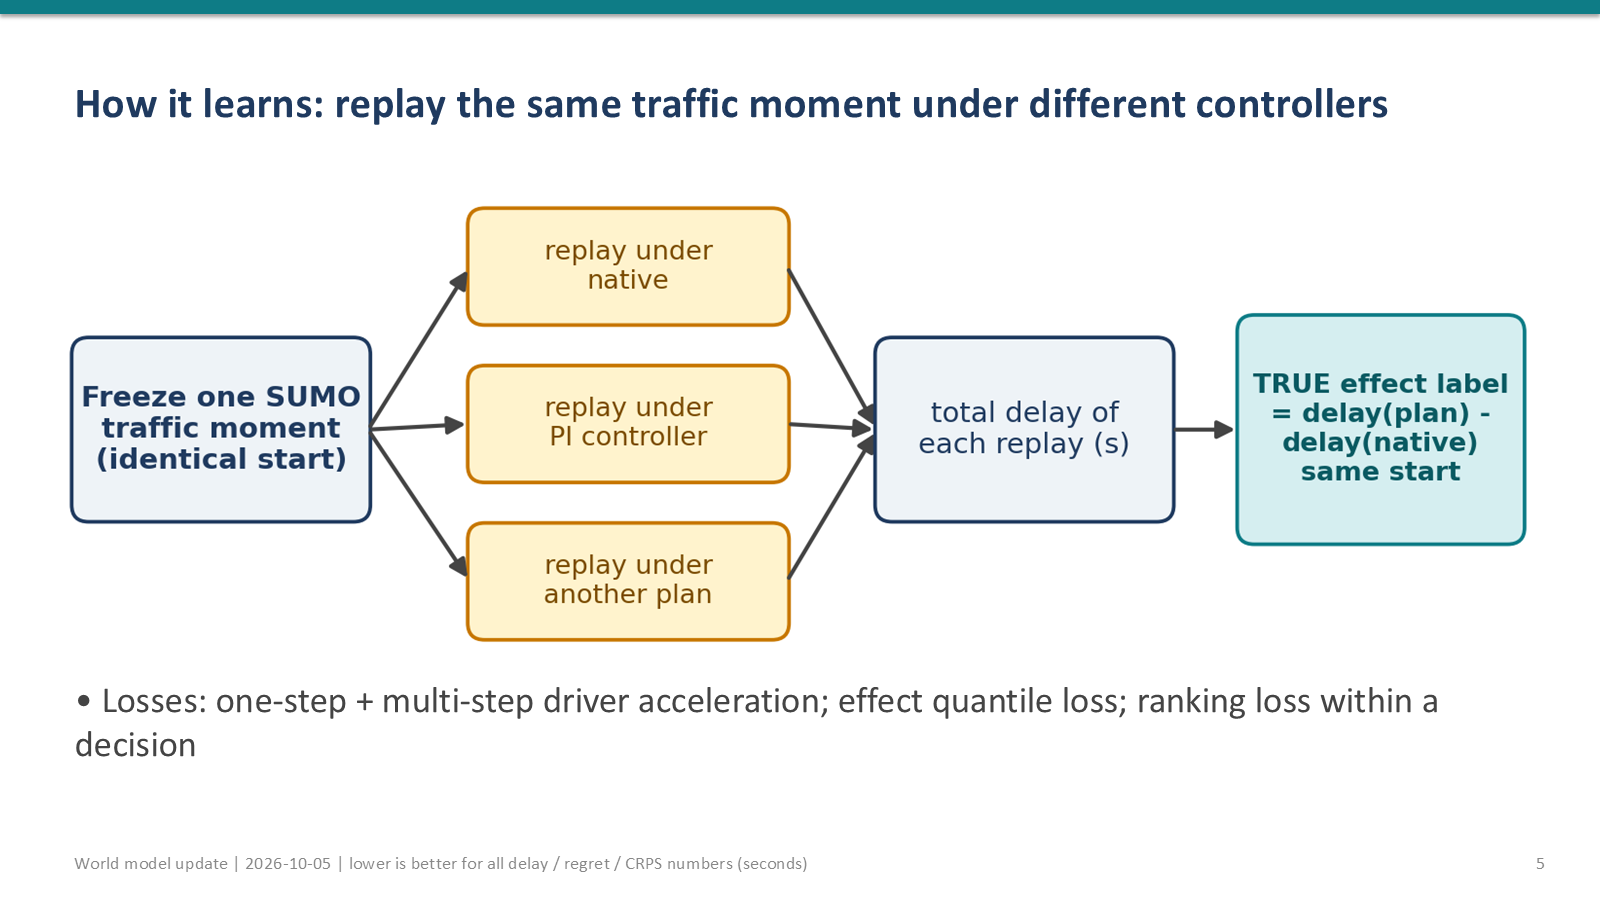 How it learns: replay the same traffic moment under different controllers
replay under
native
Freeze one SUMO
traffic moment
(identical start)
replay under
PI controller
total delay of
each replay (s)
TRUE effect label
= delay(plan) -
delay(native)
same start
replay under
another plan
• Losses: one-step + multi-step driver acceleration; effect quantile loss; ranking loss within a
decision
World model update | 2026-10-05 | lower is better for all delay / regret / CRPS numbers (seconds)
5